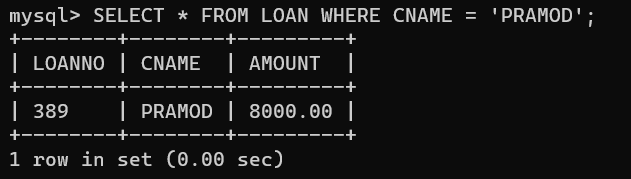 mysql> SELECT * FROM LOAN WHERE CNAME = 'PRAMOD';
+--------+--------+---------+
| LOANNO | CNAME  | AMOUNT  |
+--------+--------+---------+
| 389    | PRAMOD | 8000.00 |
+--------+--------+---------+
1 row in set (0.00 sec)